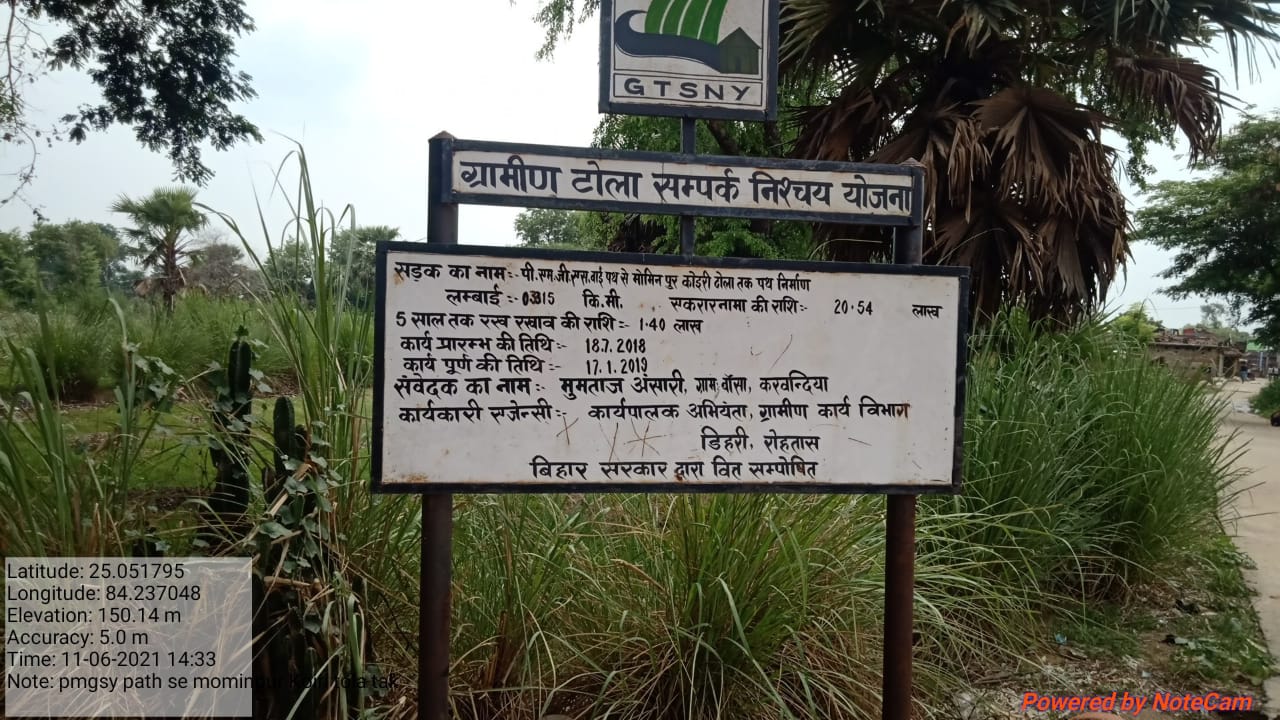 GTSNY
ग्रामीण टोला सम्पर्क निश्चय योजना
सड़क का नाम:- पी.एम.जी.एस.वाई पथ से मोमिन पुर कोइरी टोला तक पथ निर्माण
लम्बाई:- 0.315 कि.मी. एकरारनामा की राशि:- 20.54 लाख
5 साल तक रख रखाव की राशि:- 1.40 लाख
कार्य प्रारम्भ की तिथि:- 18.7.2018
कार्य पूर्ण की तिथि:- 17.1.2019
संवेदक का नाम:- मुमताज अंसारी, ग्राम बाँसा, करवन्दिया
कार्यकारी एजेन्सी:- कार्यपालक अभियंता, ग्रामीण कार्य विभाग
डिहरी, रोहतास
बिहार सरकार द्वारा वित सम्पोषित
Latitude: 25.051795
Longitude: 84.237048
Elevation: 150.14 m
Accuracy: 5.0 m
Time: 11-06-2021 14:33
Note: pmgsy path se mominpur tola tak
Powered by NoteCam